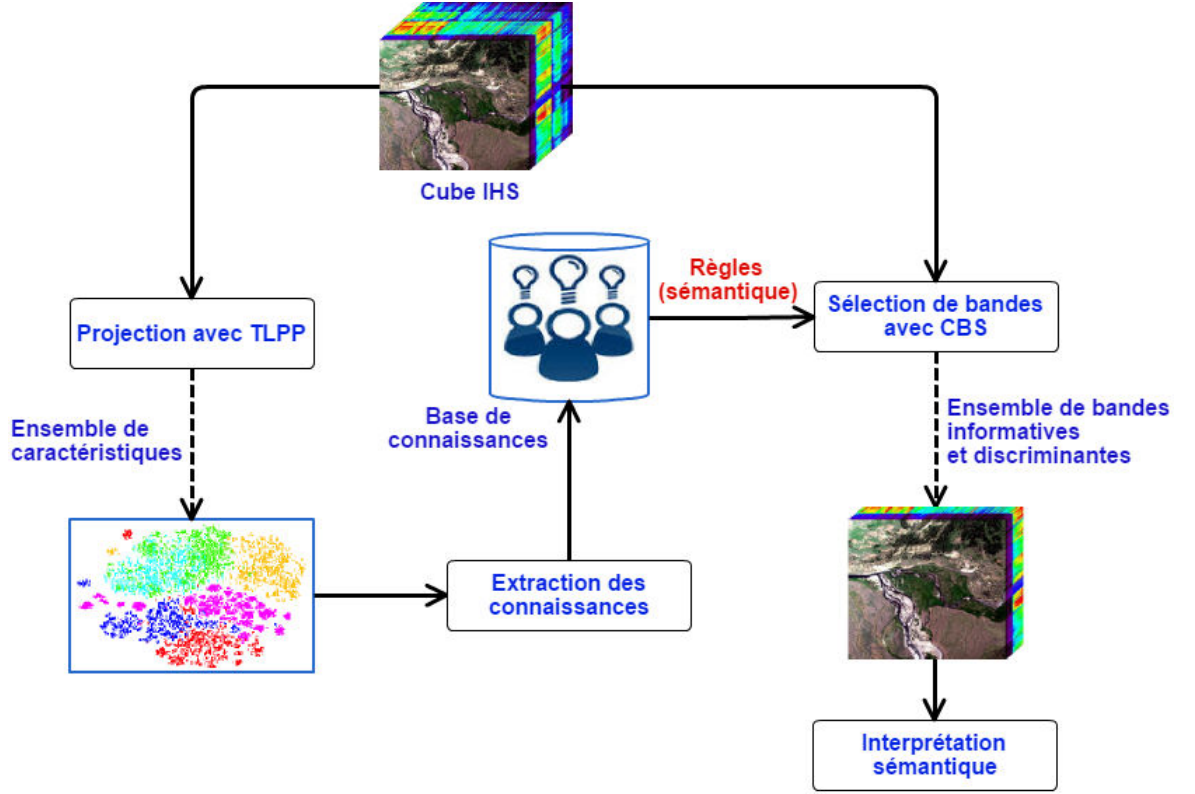 Cube IHS
Règles
(sémantique)
Projection avec TLPP
Sélection de bandes
avec CBS
Ensemble de
caractéristiques
Base de
connaissances
Ensemble de bandes
informatives
et discriminantes
Extraction des
connaissances
Interprétation
sémantique